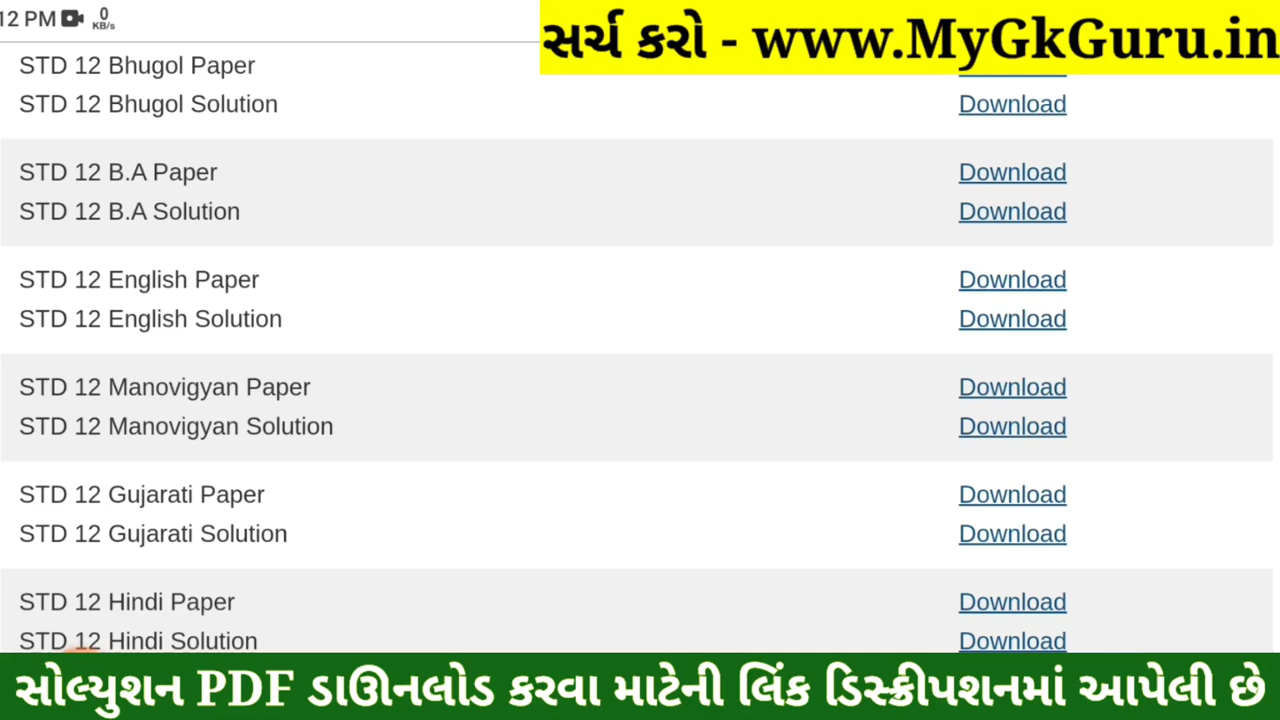 12 PM 0 KB/s
સર્ચ કરો - www.MyGkGuru.in
STD 12 Bhugol Paper
STD 12 Bhugol Solution Download
STD 12 B.A Paper Download
STD 12 B.A Solution Download
STD 12 English Paper Download
STD 12 English Solution Download
STD 12 Manovigyan Paper Download
STD 12 Manovigyan Solution Download
STD 12 Gujarati Paper Download
STD 12 Gujarati Solution Download
STD 12 Hindi Paper Download
STD 12 Hindi Solution Download
સોલ્યુશન PDF ડાઊનલોડ કરવા માટેની લિંક ડિસ્ક્રીપશનમાં આપેલી છે